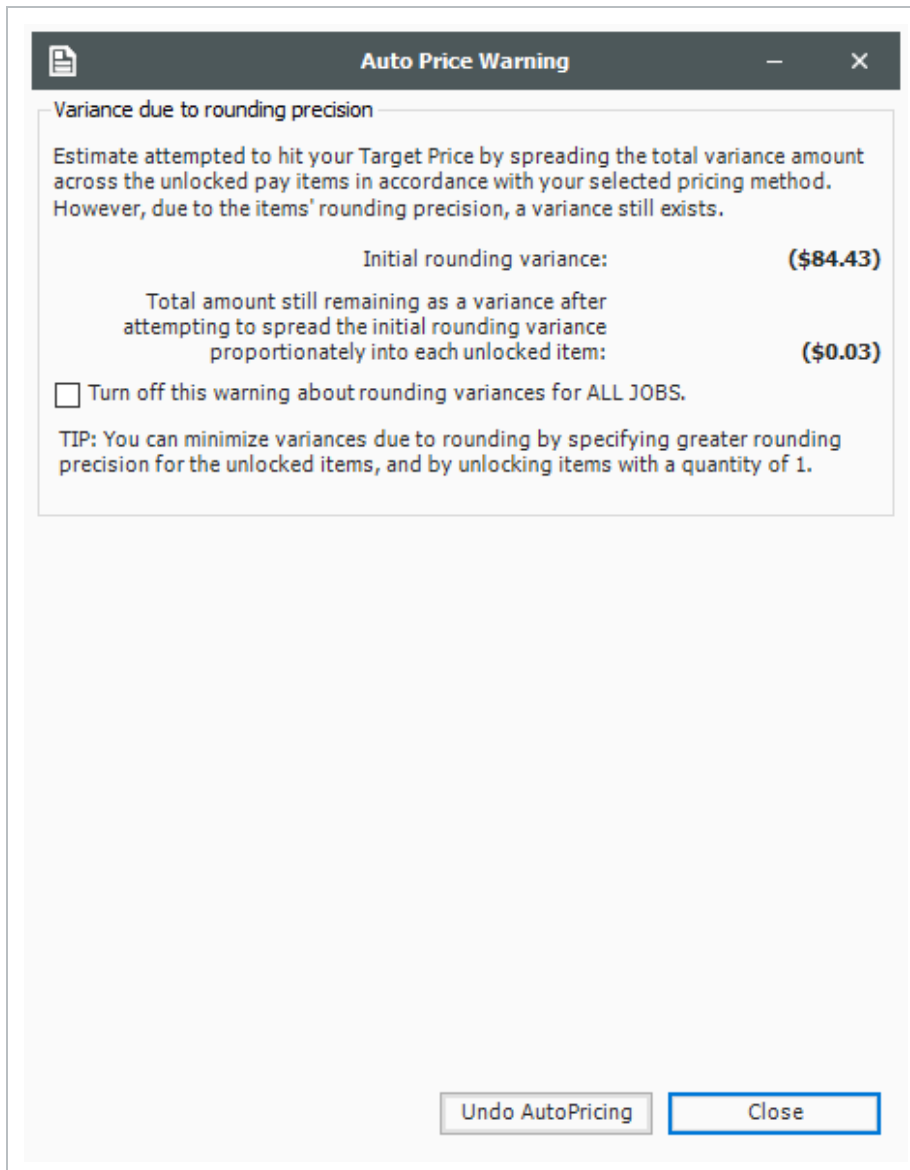 Auto Price Warning
Variance due to rounding precision
Estimate attempted to hit your Target Price by spreading the total variance amount
across the unlocked pay items in accordance with your selected pricing method.
However, due to the items' rounding precision, a variance still exists.
Initial rounding variance: ($84.43)
Total amount still remaining as a variance after
attempting to spread the initial rounding variance
proportionately into each unlocked item: ($0.03)
Turn off this warning about rounding variances for ALL JOBS.
TIP: You can minimize variances due to rounding by specifying greater rounding
precision for the unlocked items, and by unlocking items with a quantity of 1.
Undo AutoPricing Close